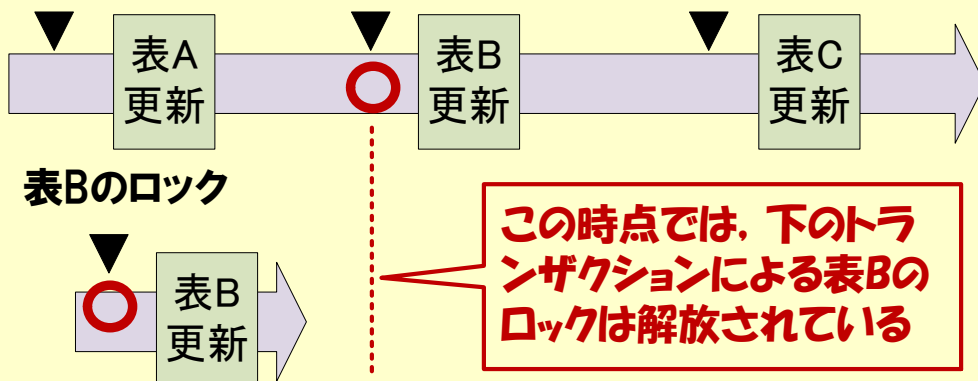 表A
更新
表B
更新
表C
更新
表Bのロック
表B
更新
この時点では，下のトラ
ンザクションによる表Bの
ロックは解放されている